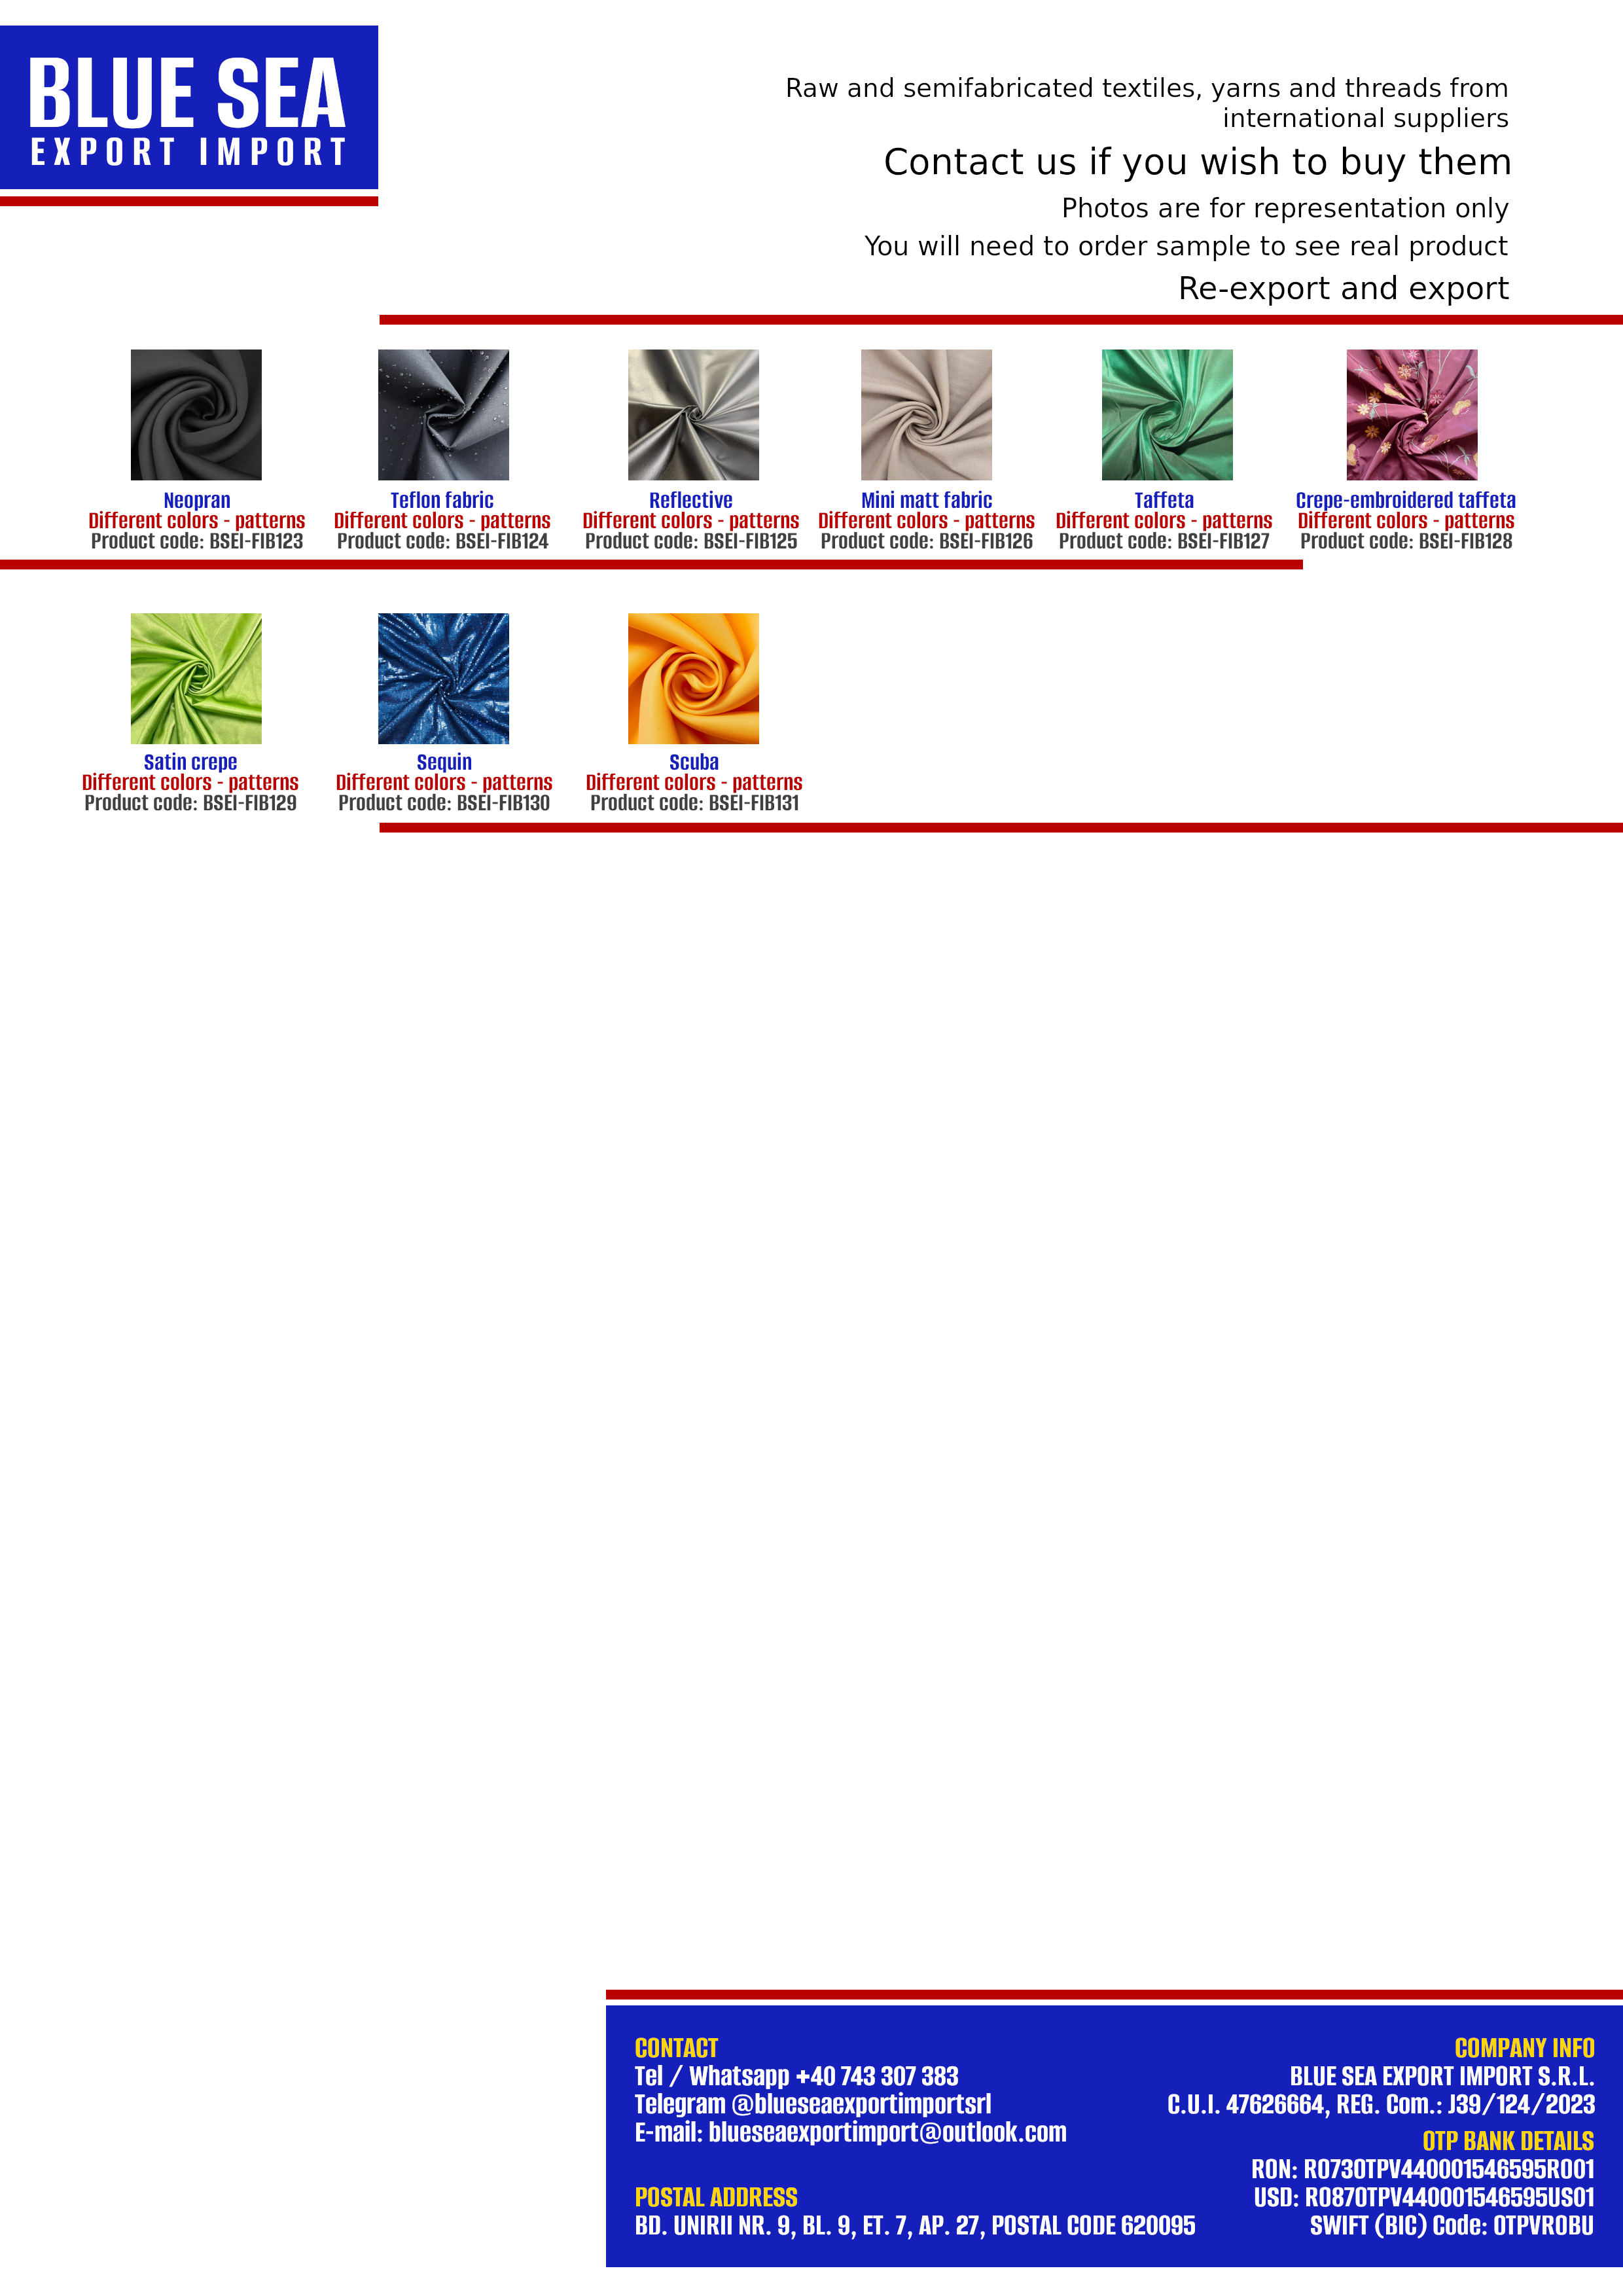 BLUE SEA
EXPORT IMPORT
Raw and semifabricated textiles, yarns and threads from
international suppliers
Contact us if you wish to buy them
Photos are for representation only
You will need to order sample to see real product
Re-export and export
Neopran
Different colors - patterns
Product code: BSEI-FIB123
Teflon fabric
Different colors - patterns
Product code: BSEI-FIB124
Reflective
Different colors - patterns
Product code: BSEI-FIB125
Mini matt fabric
Different colors - patterns
Product code: BSEI-FIB126
Taffeta
Different colors - patterns
Product code: BSEI-FIB127
Crepe-embroidered taffeta
Different colors - patterns
Product code: BSEI-FIB128
Satin crepe
Different colors - patterns
Product code: BSEI-FIB129
Sequin
Different colors - patterns
Product code: BSEI-FIB130
Scuba
Different colors - patterns
Product code: BSEI-FIB131
CONTACT
Tel / Whatsapp +40 743 307 383
Telegram @blueseaexportimportsrl
E-mail: blueseaexportimport@outlook.com
POSTAL ADDRESS
BD. UNIRII NR. 9, BL. 9, ET. 7, AP. 27, POSTAL CODE 620095
COMPANY INFO
BLUE SEA EXPORT IMPORT S.R.L.
C.U.I. 47626664, REG. Com.: J39/124/2023
OTP BANK DETAILS
RON: RO73OTPV440001546595RO01
USD: RO87OTPV440001546595US01
SWIFT (BIC) Code: OTPVROBU